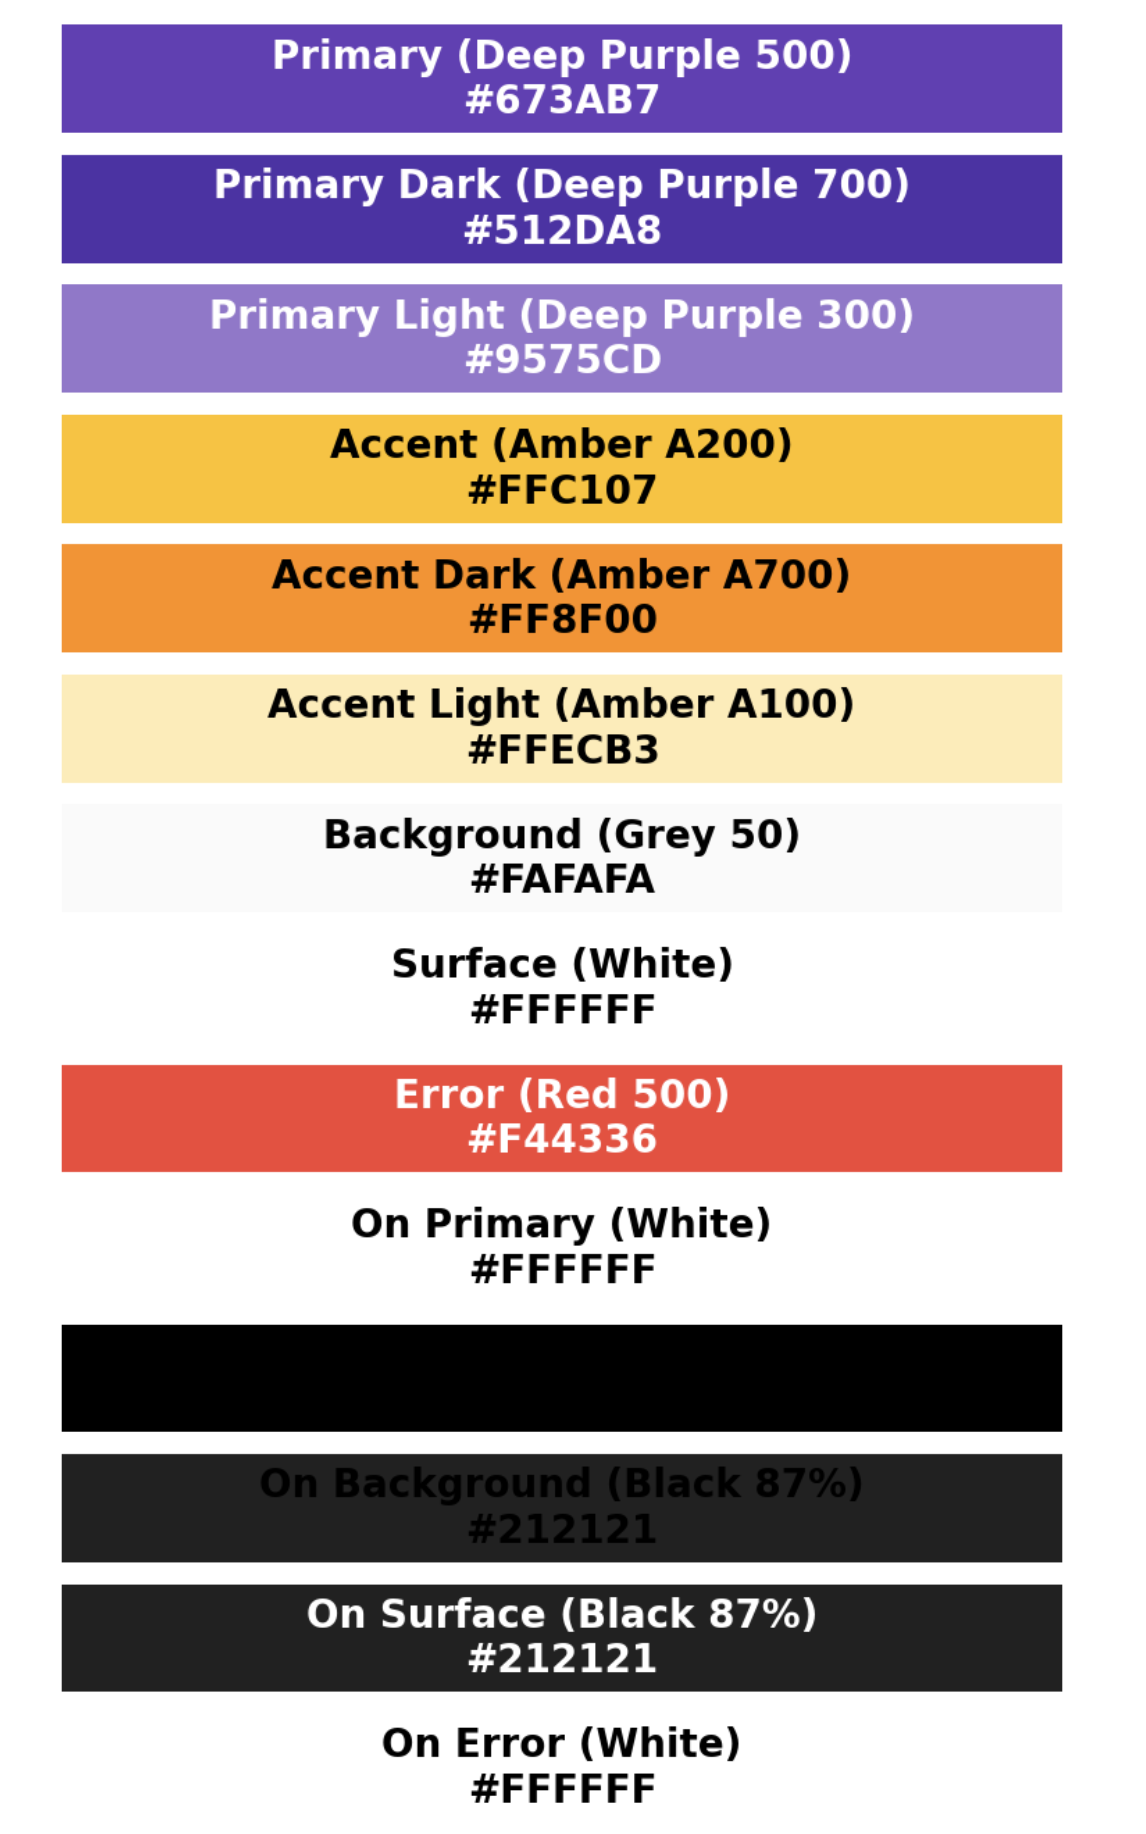 Primary (Deep Purple 500)
#673AB7
Primary Dark (Deep Purple 700)
#512DA8
Primary Light (Deep Purple 300)
#9575CD
Accent (Amber A200)
#FFC107
Accent Dark (Amber A700)
#FF8F00
Accent Light (Amber A100)
#FFECB3
Background (Grey 50)
#FAFAFA
Surface (White)
#FFFFFF
Error (Red 500)
#F44336
On Primary (White)
#FFFFFF
On Background (Black 87%)
#212121
On Surface (Black 87%)
#212121
On Error (White)
#FFFFFF